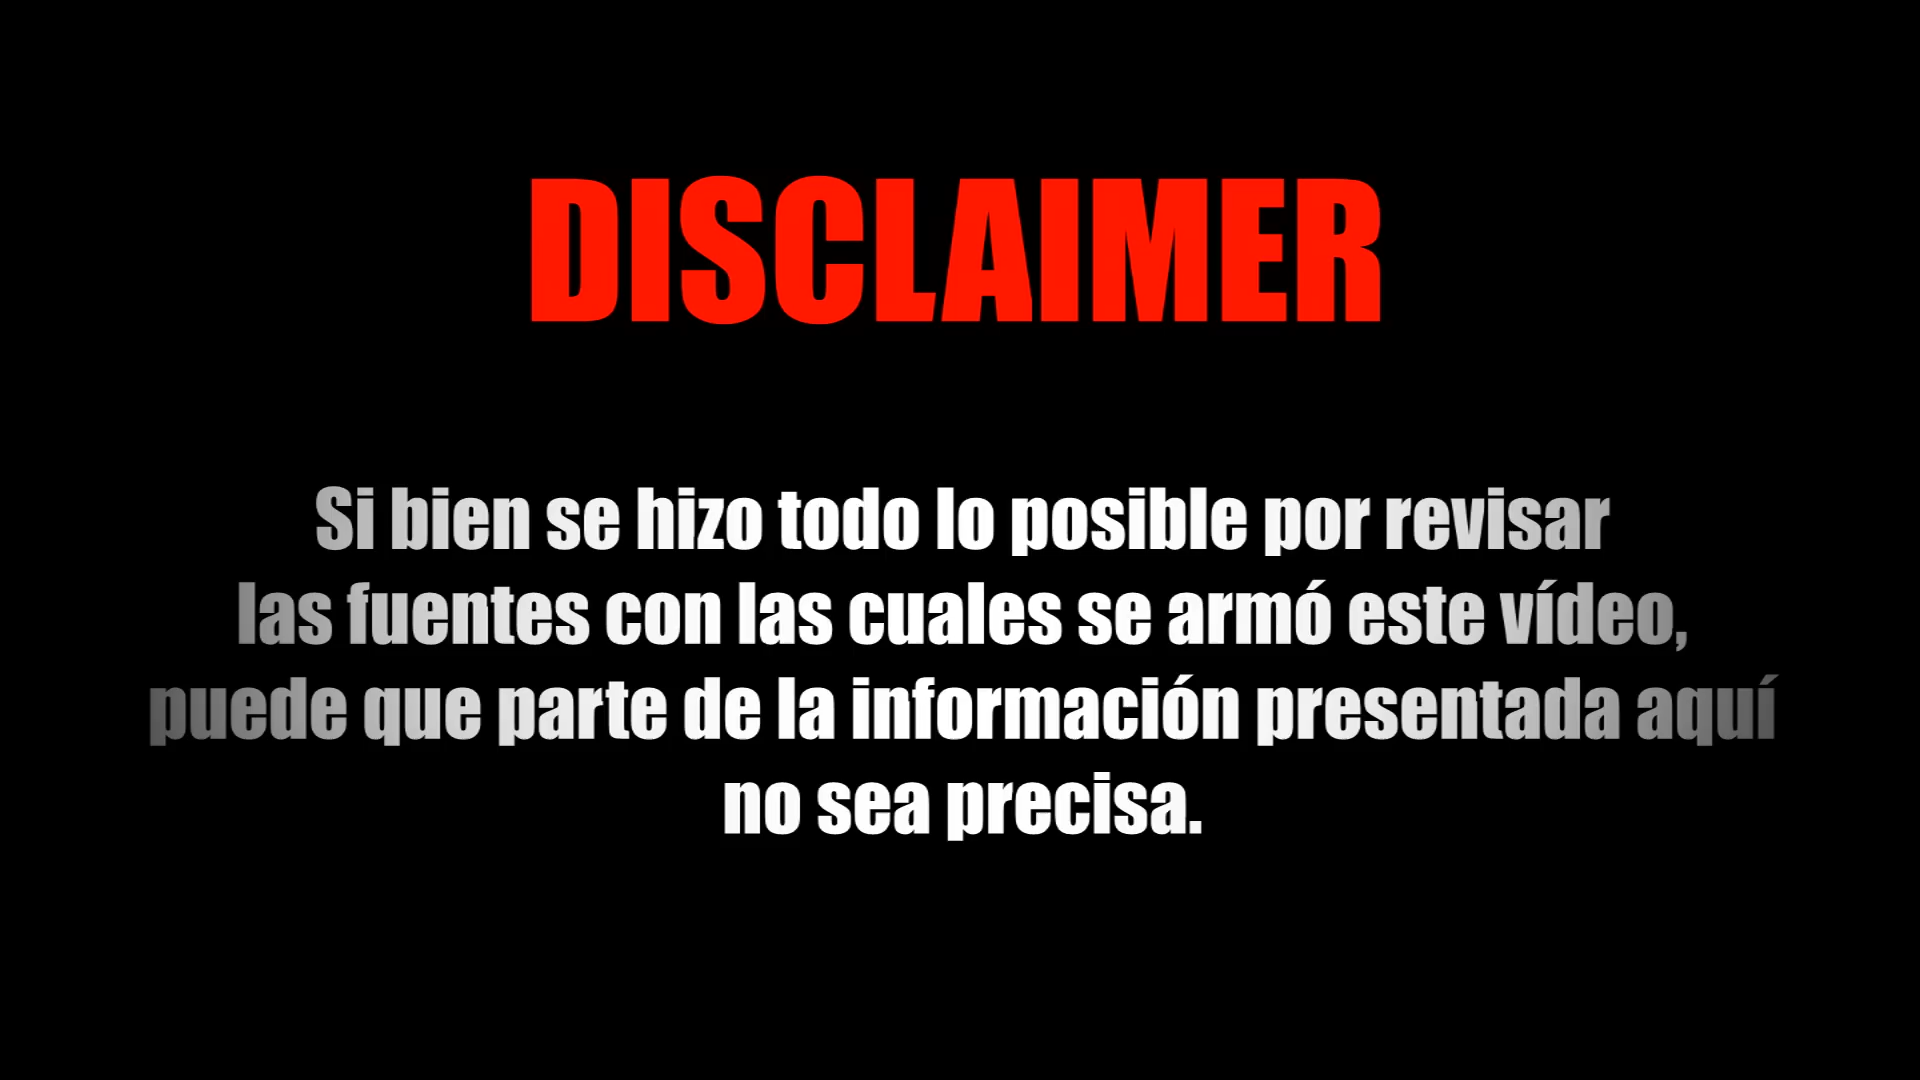 DISCLAIMER
Si bien se hizo todo lo posible por revisar
las fuentes con las cuales se armó este vídeo,
puede que parte de la información presentada aquí
no sea precisa.